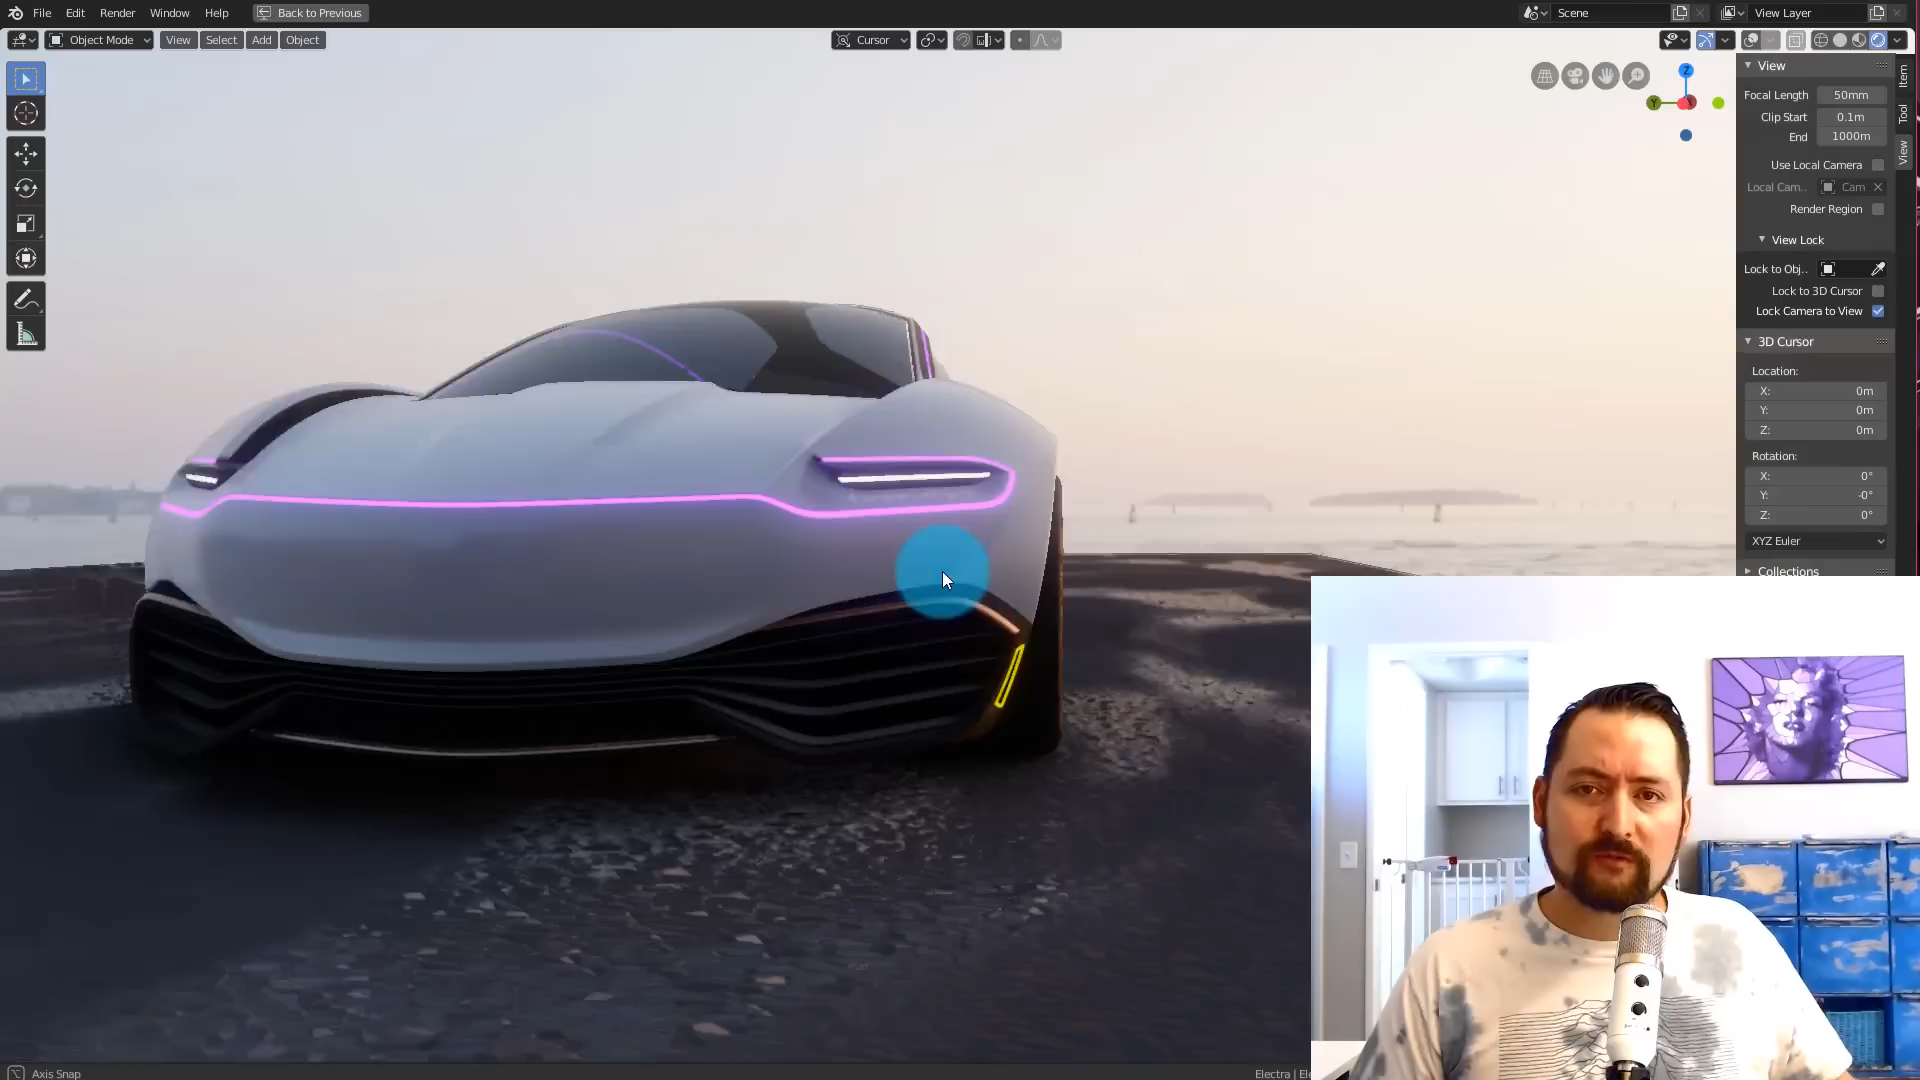 File Edit Render Window Help Back to Previous Scene View Layer
Object Mode View Select Add Object Cursor
View
Focal Length 50mm
Clip Start 0.1m
End 1000m
Use Local Camera
Local Cam.. Cam
Render Region
View Lock
Lock to Obj..
Lock to 3D Cursor
Lock Camera to View
3D Cursor
Location:
X: 0m
Y: 0m
Z: 0m
Rotation:
X: 0°
Y: -0°
Z: 0°
XYZ Euler
Collections
Item
Tool
View
Z
Y
X
Axis Snap
Electra | Ele